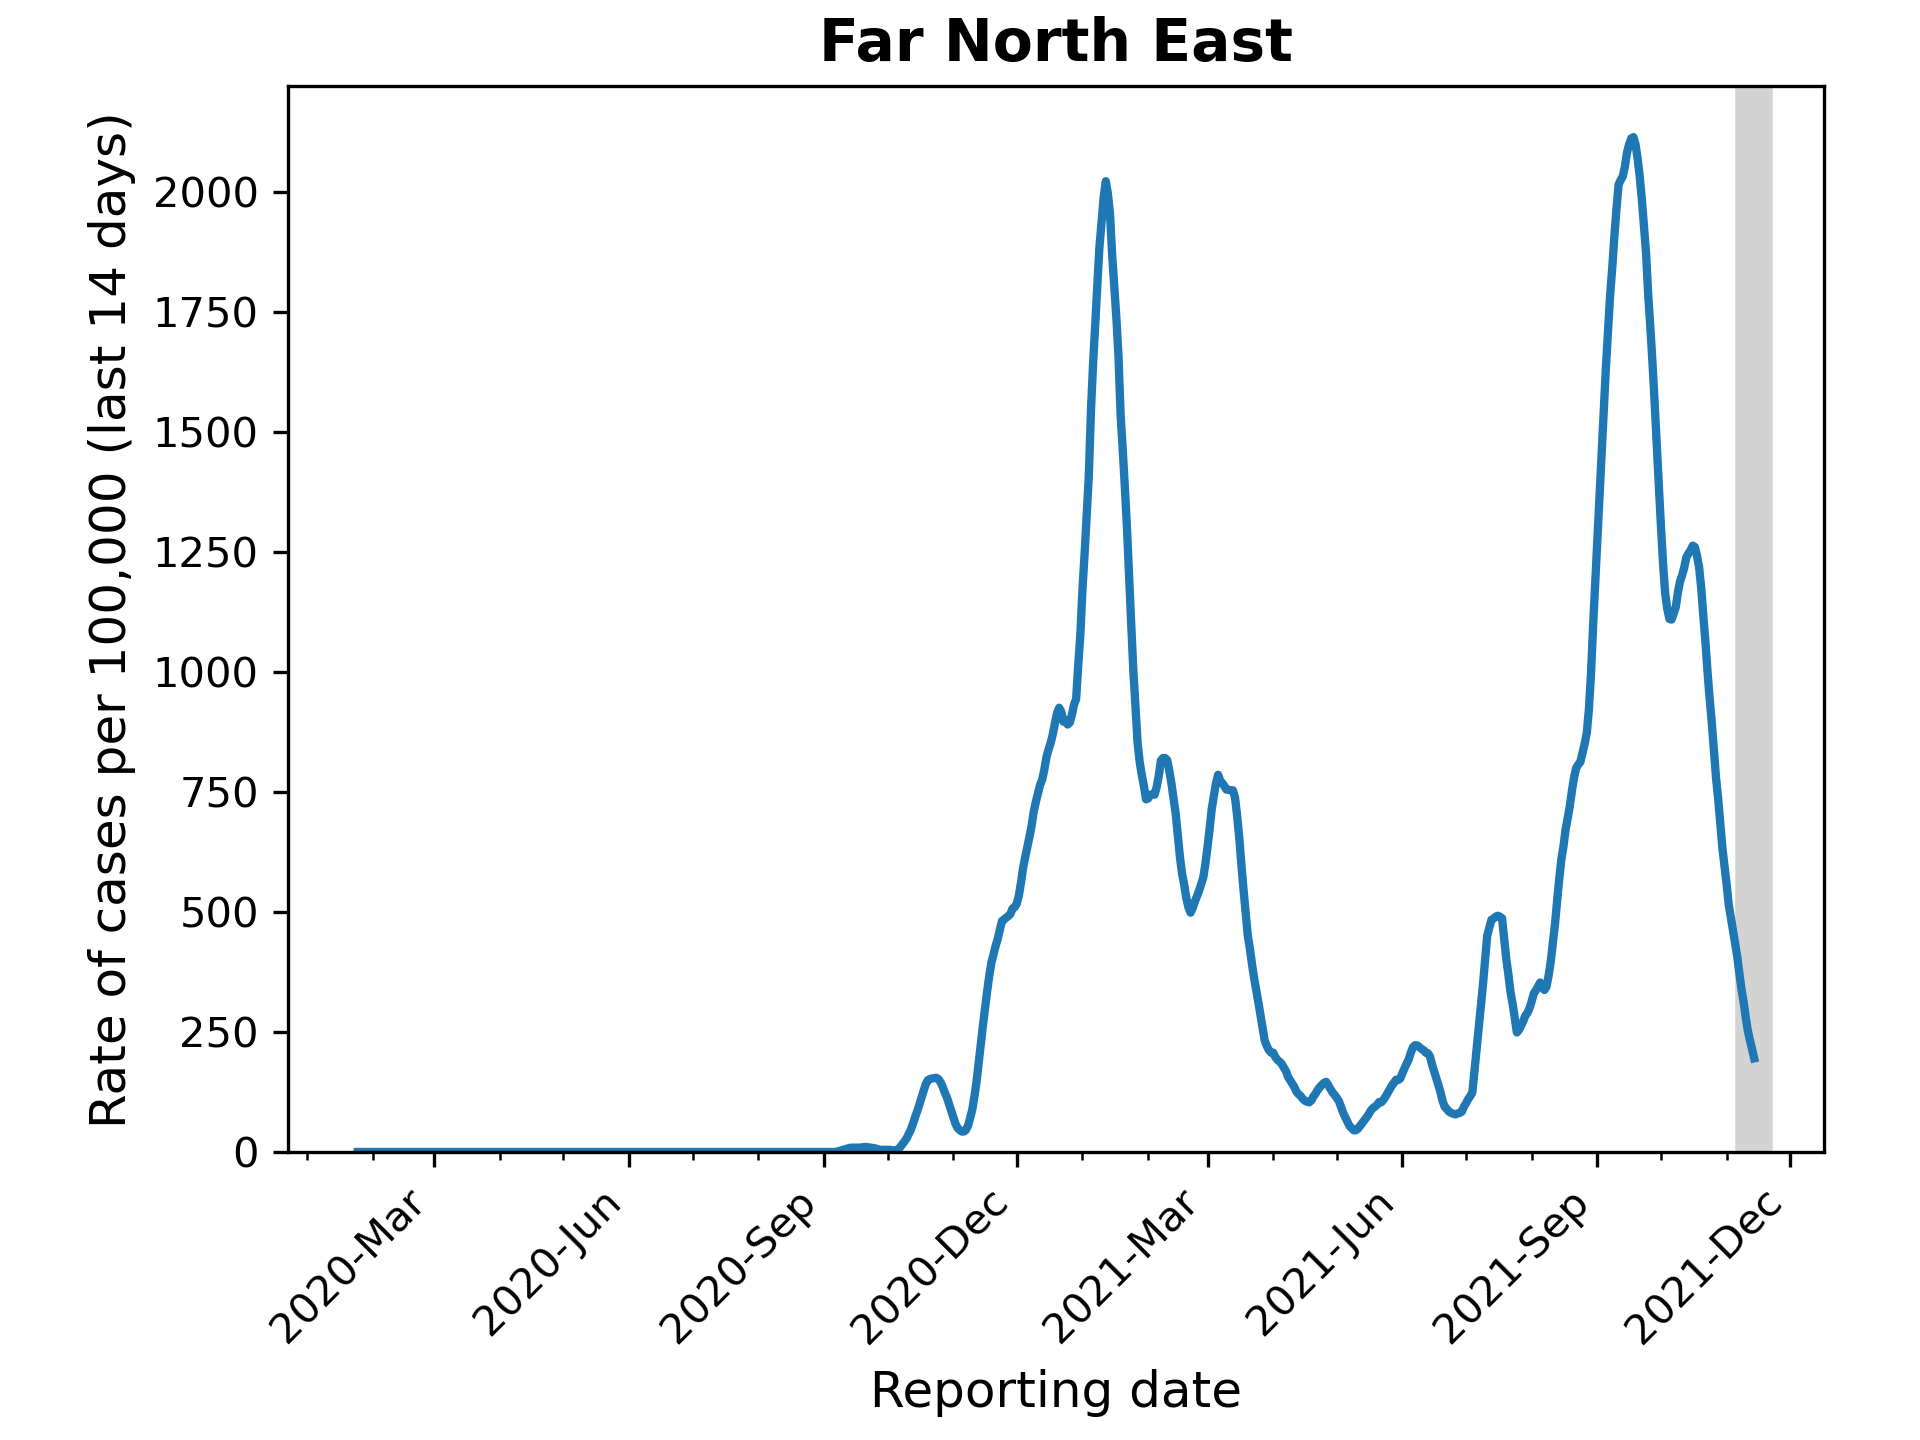 Far North East
Rate of cases per 100,000 (last 14 days)
2000
1750
1500
1250
1000
750
500
250
0
2020-Mar
2020-Jun
2020-Sep
2020-Dec
2021-Mar
2021-Jun
2021-Sep
2021-Dec
Reporting date